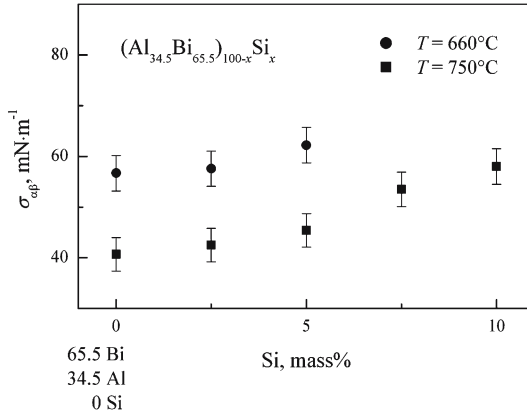 80
60
40
σαβ, mN·m-1
(Al34.5Bi65.5)100-xSix
T = 660°C
T = 750°C
0 5 10
Si, mass%
65.5 Bi
34.5 Al
0 Si